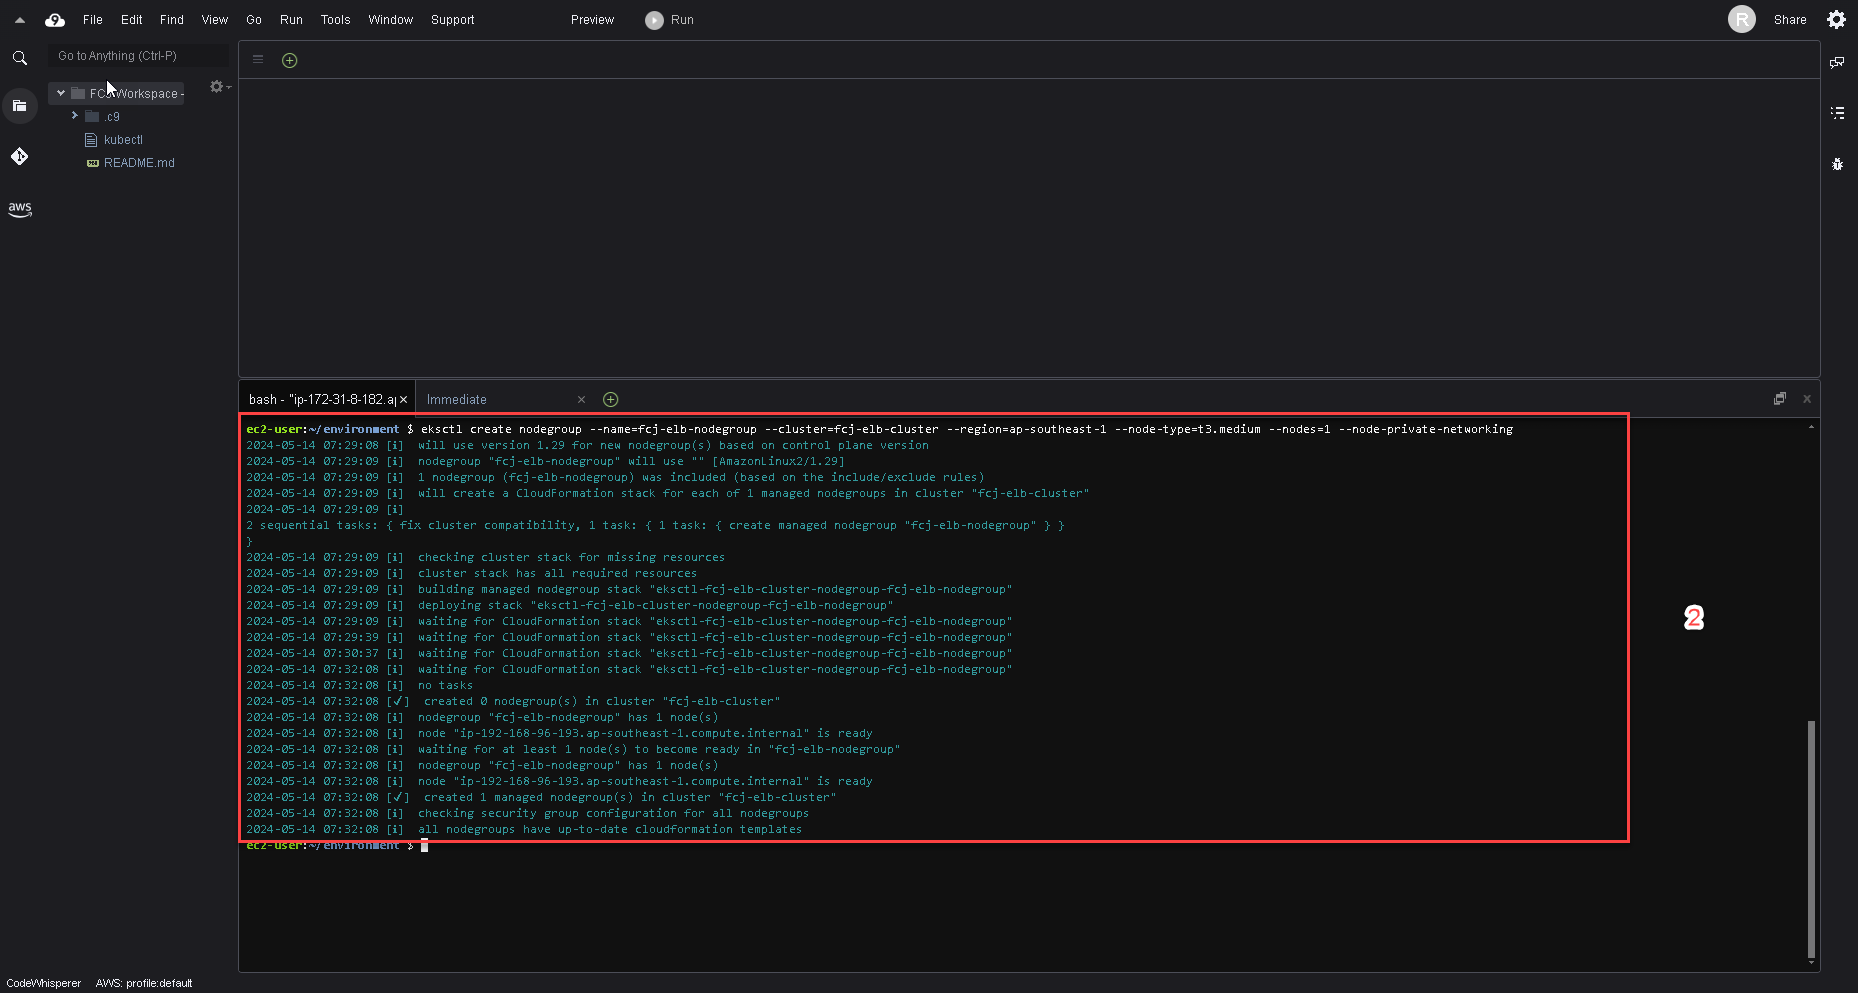 9 File Edit Find View Go Run Tools Window Support Preview Run R Share
Go to Anything (Ctrl-P)
Workspace -
.c9
kubectl
README.md
aws
bash - "ip-172-31-8-182.ap Immediate
ec2-user:~/environment $ eksctl create nodegroup --name=fcj-elb-nodegroup --cluster=fcj-elb-cluster --region=ap-southeast-1 --node-type=t3.medium --nodes=1 --node-private-networking
2024-05-14 07:29:08 [ℹ]  will use version 1.29 for new nodegroup(s) based on control plane version
2024-05-14 07:29:09 [ℹ]  nodegroup "fcj-elb-nodegroup" will use "" [AmazonLinux2/1.29]
2024-05-14 07:29:09 [ℹ]  1 nodegroup (fcj-elb-nodegroup) was included (based on the include/exclude rules)
2024-05-14 07:29:09 [ℹ]  will create a CloudFormation stack for each of 1 managed nodegroups in cluster "fcj-elb-cluster"
2024-05-14 07:29:09 [ℹ]
2 sequential tasks: { fix cluster compatibility, 1 task: { 1 task: { create managed nodegroup "fcj-elb-nodegroup" } }
}
2024-05-14 07:29:09 [ℹ]  checking cluster stack for missing resources
2024-05-14 07:29:09 [ℹ]  cluster stack has all required resources
2024-05-14 07:29:09 [ℹ]  building managed nodegroup stack "eksctl-fcj-elb-cluster-nodegroup-fcj-elb-nodegroup"
2024-05-14 07:29:09 [ℹ]  deploying stack "eksctl-fcj-elb-cluster-nodegroup-fcj-elb-nodegroup"
2024-05-14 07:29:09 [ℹ]  waiting for CloudFormation stack "eksctl-fcj-elb-cluster-nodegroup-fcj-elb-nodegroup"
2024-05-14 07:29:39 [ℹ]  waiting for CloudFormation stack "eksctl-fcj-elb-cluster-nodegroup-fcj-elb-nodegroup"
2024-05-14 07:30:37 [ℹ]  waiting for CloudFormation stack "eksctl-fcj-elb-cluster-nodegroup-fcj-elb-nodegroup"
2024-05-14 07:32:08 [ℹ]  waiting for CloudFormation stack "eksctl-fcj-elb-cluster-nodegroup-fcj-elb-nodegroup"
2024-05-14 07:32:08 [ℹ]  no tasks
2024-05-14 07:32:08 [✔]  created 0 nodegroup(s) in cluster "fcj-elb-cluster"
2024-05-14 07:32:08 [ℹ]  nodegroup "fcj-elb-nodegroup" has 1 node(s)
2024-05-14 07:32:08 [ℹ]  node "ip-192-168-96-193.ap-southeast-1.compute.internal" is ready
2024-05-14 07:32:08 [ℹ]  waiting for at least 1 node(s) to become ready in "fcj-elb-nodegroup"
2024-05-14 07:32:08 [ℹ]  nodegroup "fcj-elb-nodegroup" has 1 node(s)
2024-05-14 07:32:08 [ℹ]  node "ip-192-168-96-193.ap-southeast-1.compute.internal" is ready
2024-05-14 07:32:08 [✔]  created 1 managed nodegroup(s) in cluster "fcj-elb-cluster"
2024-05-14 07:32:08 [ℹ]  checking security group configuration for all nodegroups
2024-05-14 07:32:08 [ℹ]  all nodegroups have up-to-date cloudformation templates
ec2-user:~/environment $
2
CodeWhisperer AWS: profile:default